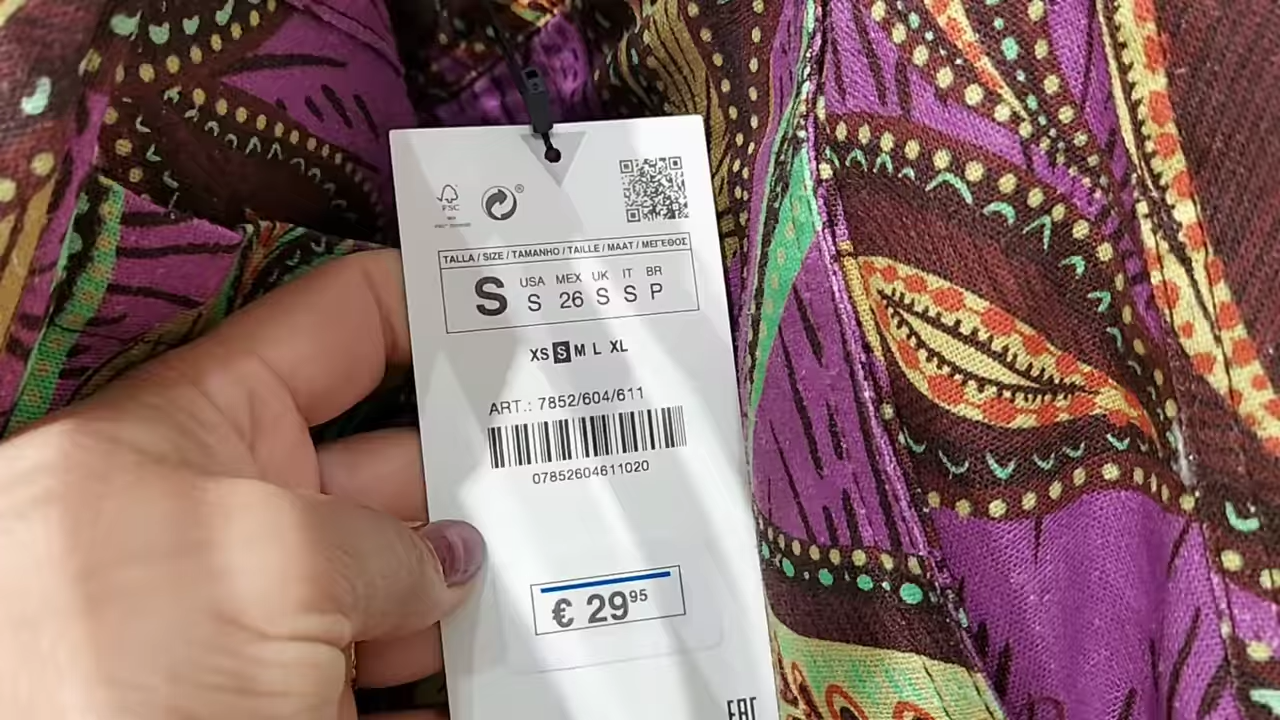 FSC
®
TALLA / SIZE / TAMANHO / TAILLE / MAAT / ΜΕΓΕΘΟΣ
S
USA MEX UK IT BR
S 26 S S P
XS S M L XL
ART.: 7852/604/611
07852604611020
€ 29 95
EAC